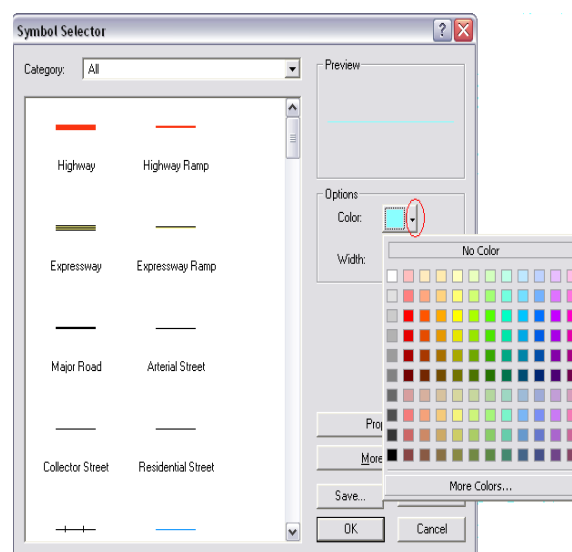 Symbol Selector
Category: All
Preview
Highway Highway Ramp
Options
Color:
Width:
No Color
Expressway Expressway Ramp
Major Road Arterial Street
Collector Street Residential Street
More Colors...
Save...
OK Cancel